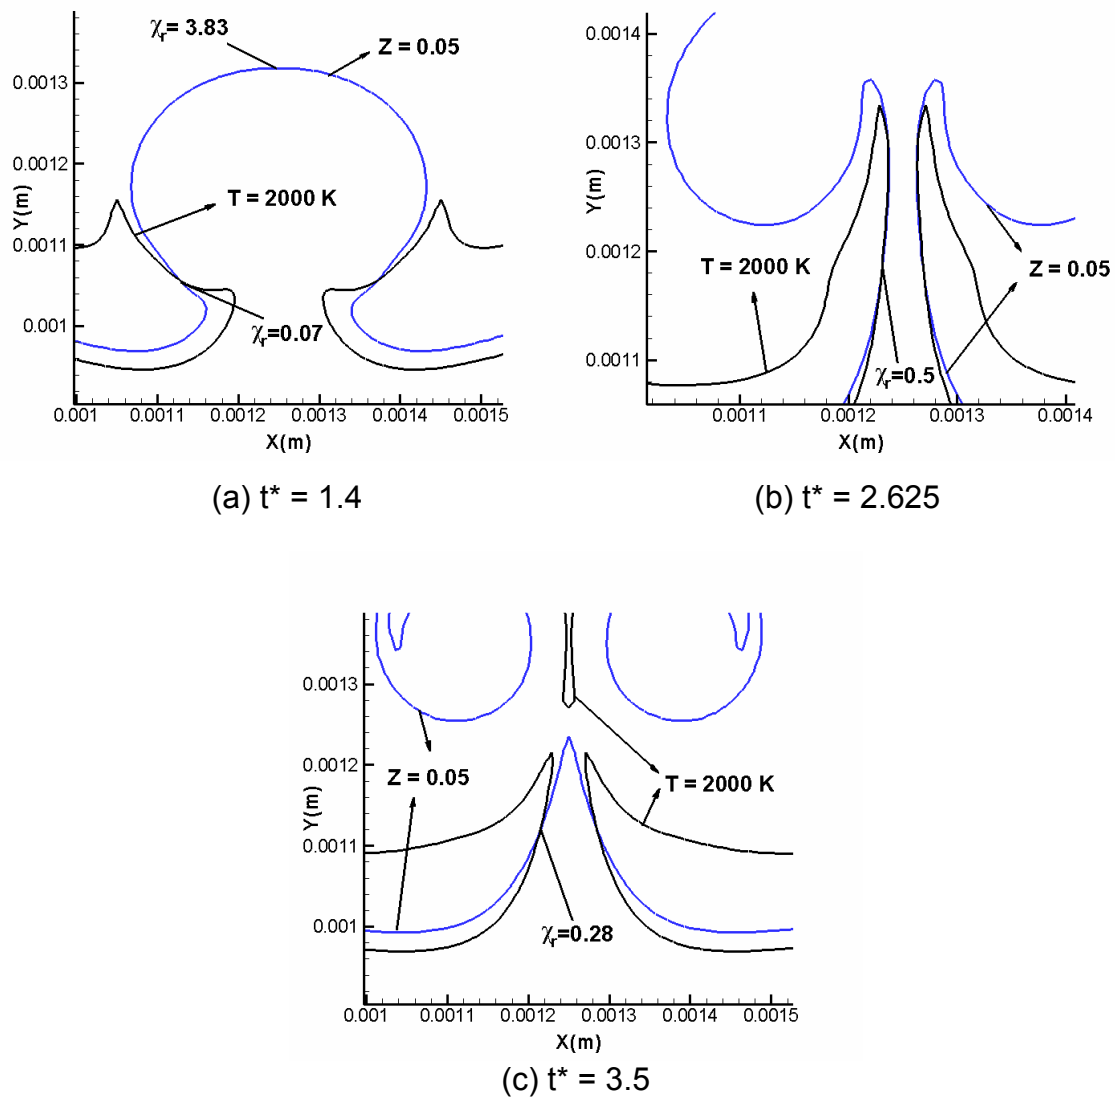 χr= 3.83
Z = 0.05
T = 2000 K
χr=0.07
0.0013
0.0012
0.0011
0.001
Y(m)
0.001 0.0011 0.0012 0.0013 0.0014 0.0015
X(m)
(a) t* = 1.4
0.0014
0.0013
0.0012
0.0011
Y(m)
T = 2000 K
Z = 0.05
χr=0.5
0.0011 0.0012 0.0013 0.0014
X(m)
(b) t* = 2.625
0.0013
0.0012
0.0011
0.001
Y(m)
Z = 0.05
T = 2000 K
χr=0.28
0.001 0.0011 0.0012 0.0013 0.0014 0.0015
X(m)
(c) t* = 3.5